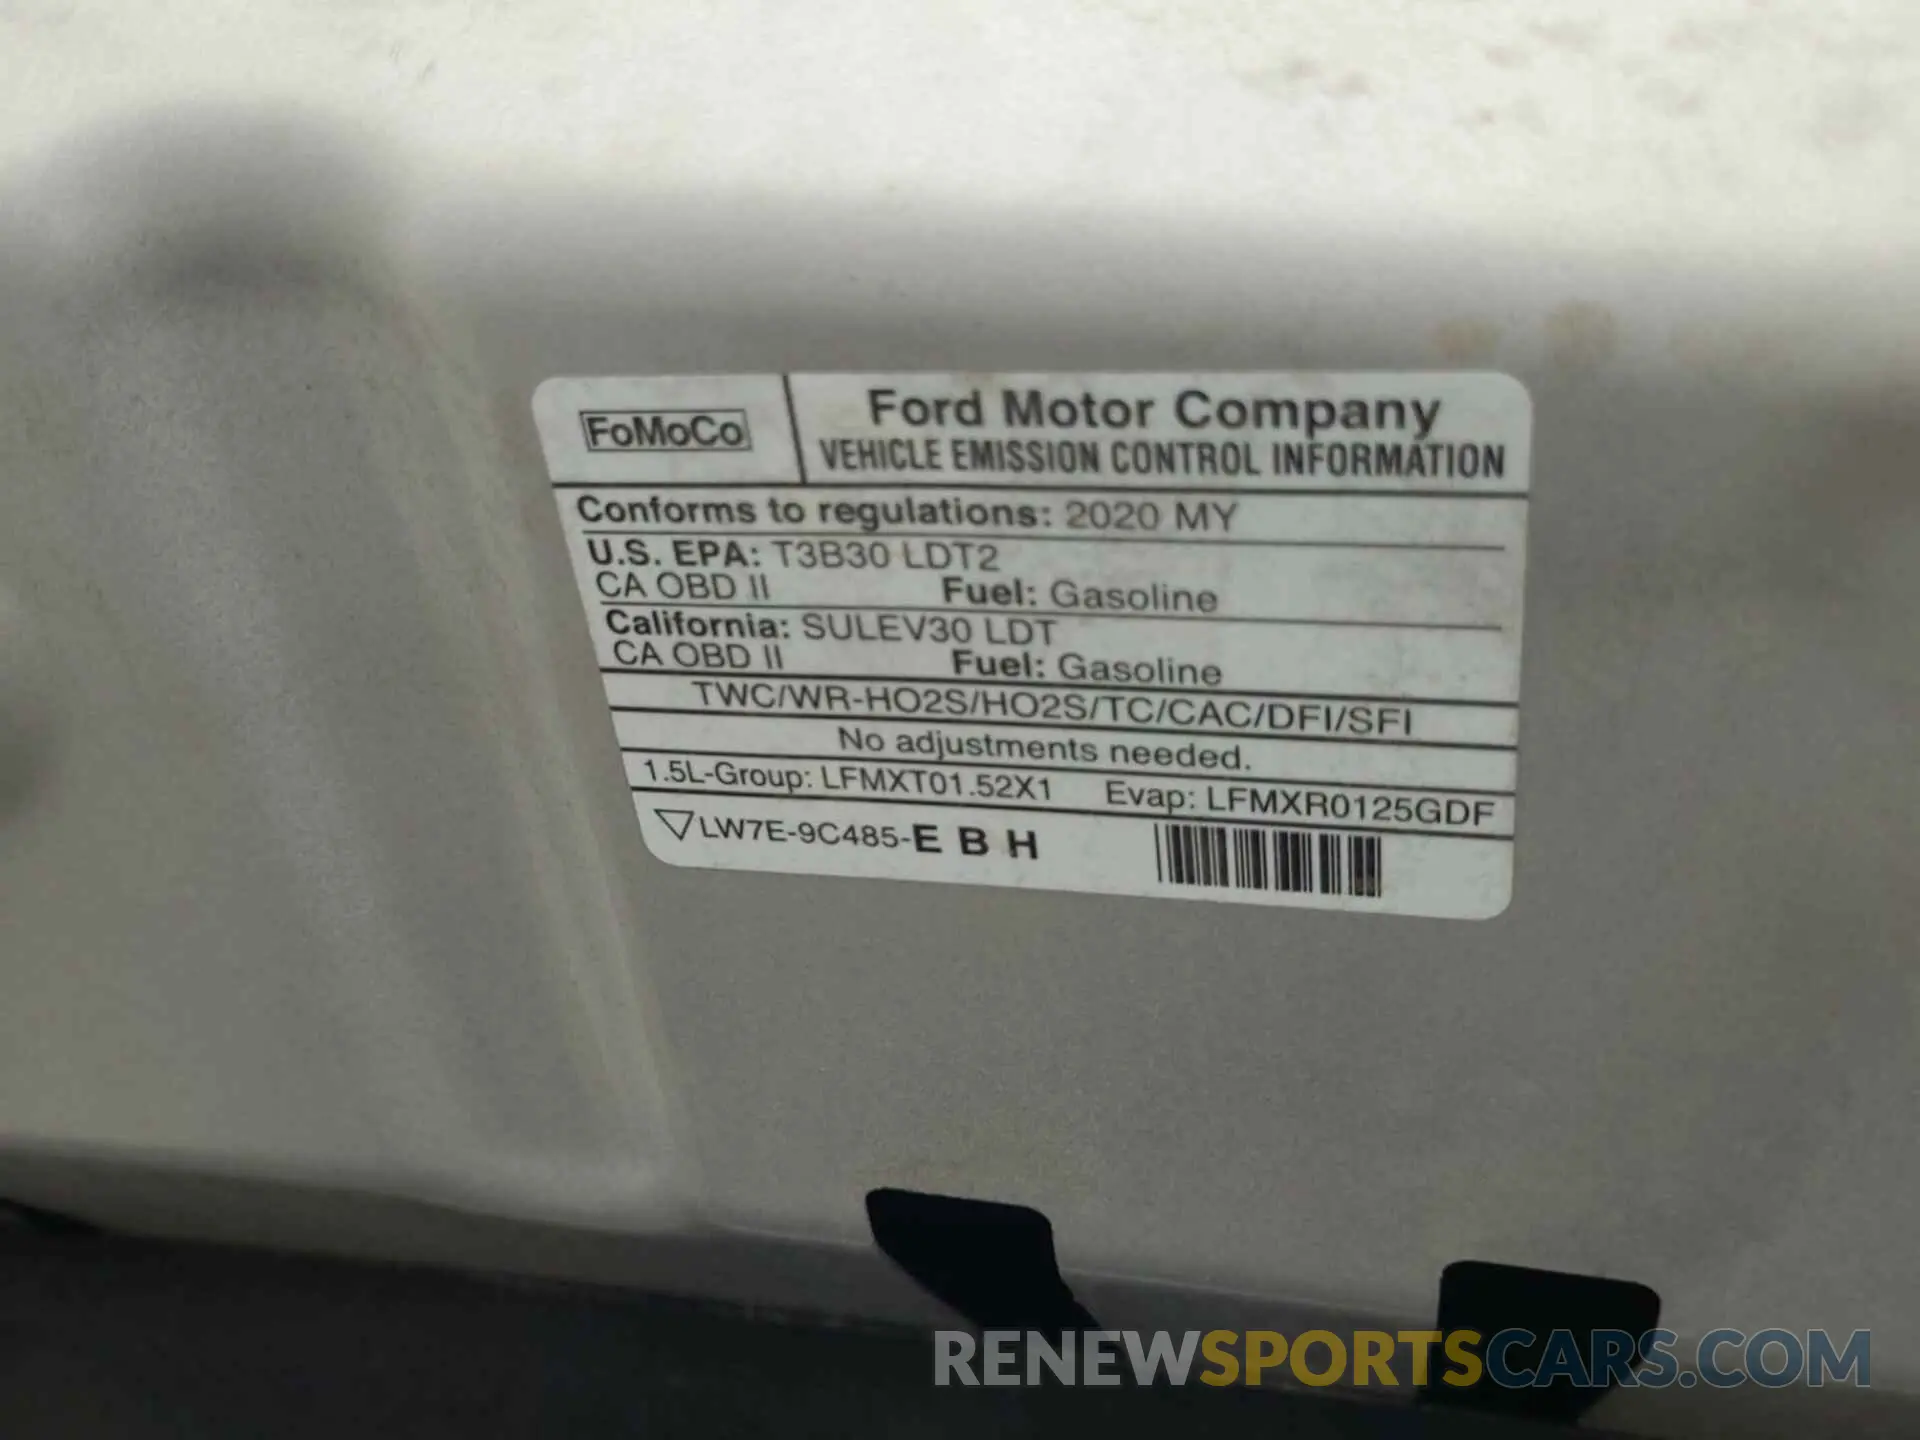 FoMoCo
Ford Motor Company
VEHICLE EMISSION CONTROL INFORMATION
Conforms to regulations: 2020 MY
U.S. EPA: T3B30 LDT2
CA OBD II Fuel: Gasoline
California: SULEV30 LDT
CA OBD II Fuel: Gasoline
TWC/WR-HO2S/HO2S/TC/CAC/DFI/SFI
No adjustments needed.
1.5L-Group: LFMXT01.52X1 Evap: LFMXR0125GDF
LW7E-9C485-E B H
RENEWSPORTSCARS.COM